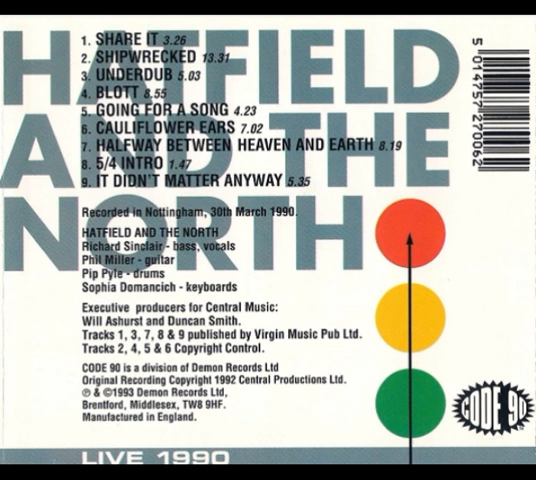 HATFIELD
AND THE
NORTH
1. SHARE IT 3.26
2. SHIPWRECKED 13.31
3. UNDERDUB 5.03
4. BLOTT 8.55
5. GOING FOR A SONG 4.23
6. CAULIFLOWER EARS 7.02
7. HALFWAY BETWEEN HEAVEN AND EARTH 8.19
8. 5/4 INTRO 1.47
9. IT DIDN'T MATTER ANYWAY 5.35
Recorded in Nottingham, 30th March 1990.
HATFIELD AND THE NORTH
Richard Sinclair - bass, vocals
Phil Miller - guitar
Pip Pyle - drums
Sophia Domancich - keyboards
Executive producers for Central Music:
Will Ashurst and Duncan Smith.
Tracks 1, 3, 7, 8 & 9 published by Virgin Music Pub Ltd.
Tracks 2, 4, 5 & 6 Copyright Control.
CODE 90 is a division of Demon Records Ltd
Original Recording Copyright 1992 Central Productions Ltd.
℗ & ©1993 Demon Records Ltd,
Brentford, Middlesex, TW8 9HF.
Manufactured in England.
5 014757 270062
CODE 90
LIVE 1990